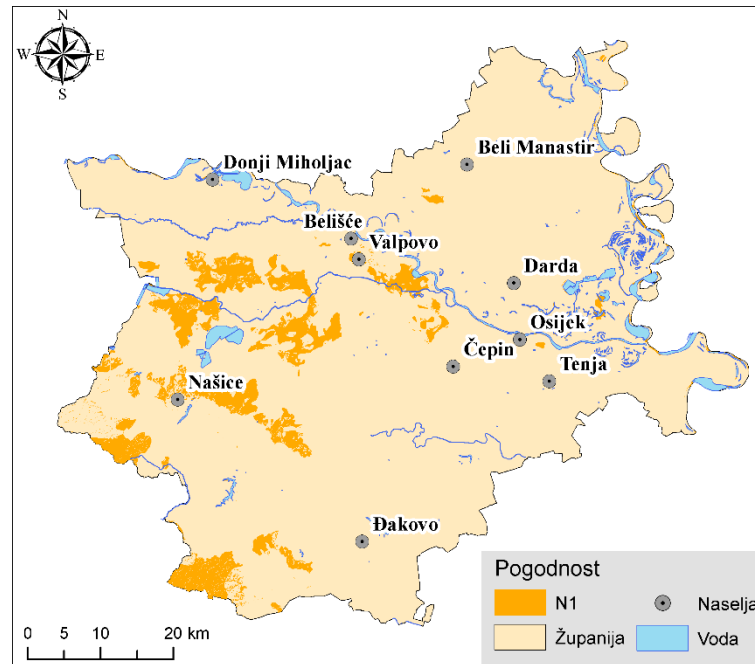 N
W E
S
Donji Miholjac
Beli Manastir
Belišće
Valpovo
Darda
Osijek
Čepin
Tenja
Našice
Đakovo
Pogodnost
N1
Naselja
Županija
Voda
0 5 10 20 km